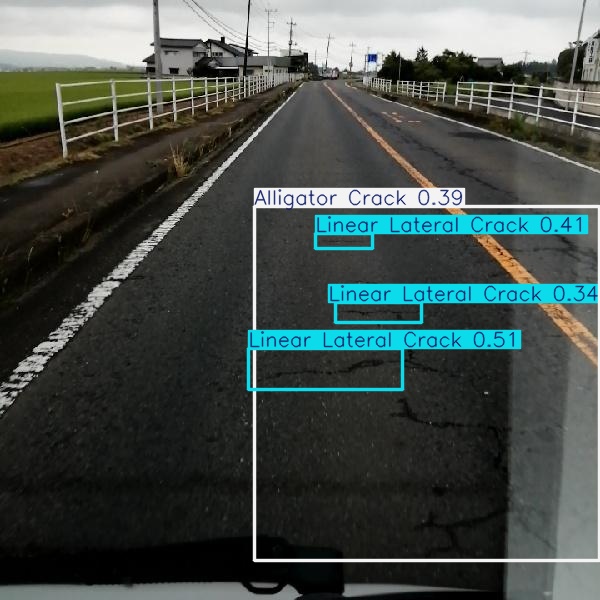 Alligator Crack 0.39
Linear Lateral Crack 0.41
Linear Lateral Crack 0.34
Linear Lateral Crack 0.51